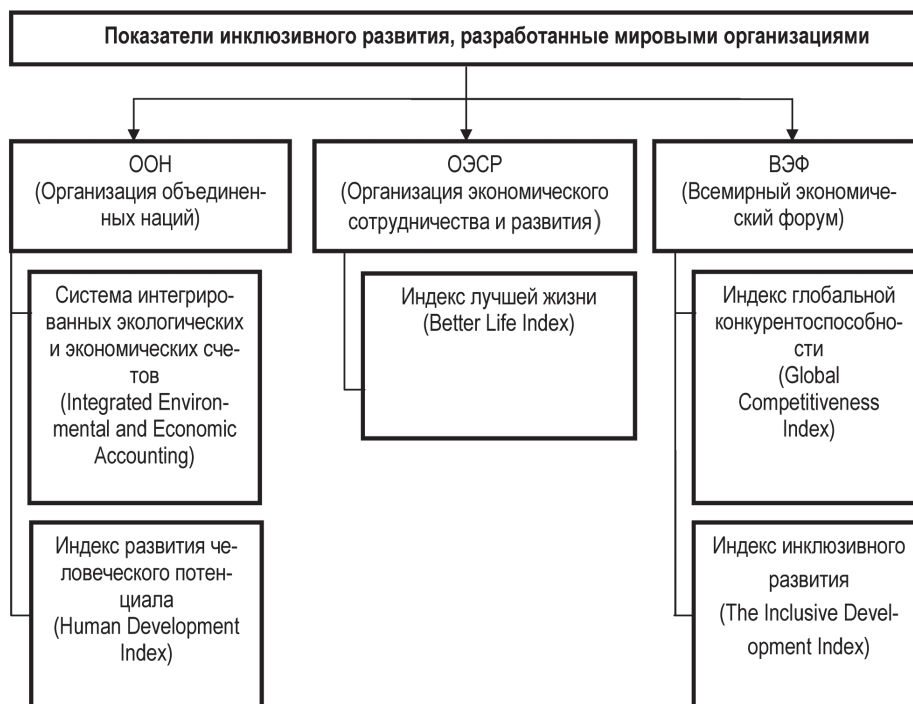 Показатели инклюзивного развития, разработанные мировыми организациями
ООН
(Организация объединен-
ных наций)
ОЭСР
(Организация экономического
сотрудничества и развития)
ВЭФ
(Всемирный экономиче-
ский форум)
Система интегриро-
ванных экологических
и экономических сче-
тов
(Integrated Environ-
mental and Economic
Accounting)
Индекс развития че-
ловеческого потен-
циала
(Human Development
Index)
Индекс лучшей жизни
(Better Life Index)
Индекс глобальной
конкурентоспособно-
сти
(Global
Competitiveness
Index)
Индекс инклюзивного
развития
(The Inclusive Devel-
opment Index)